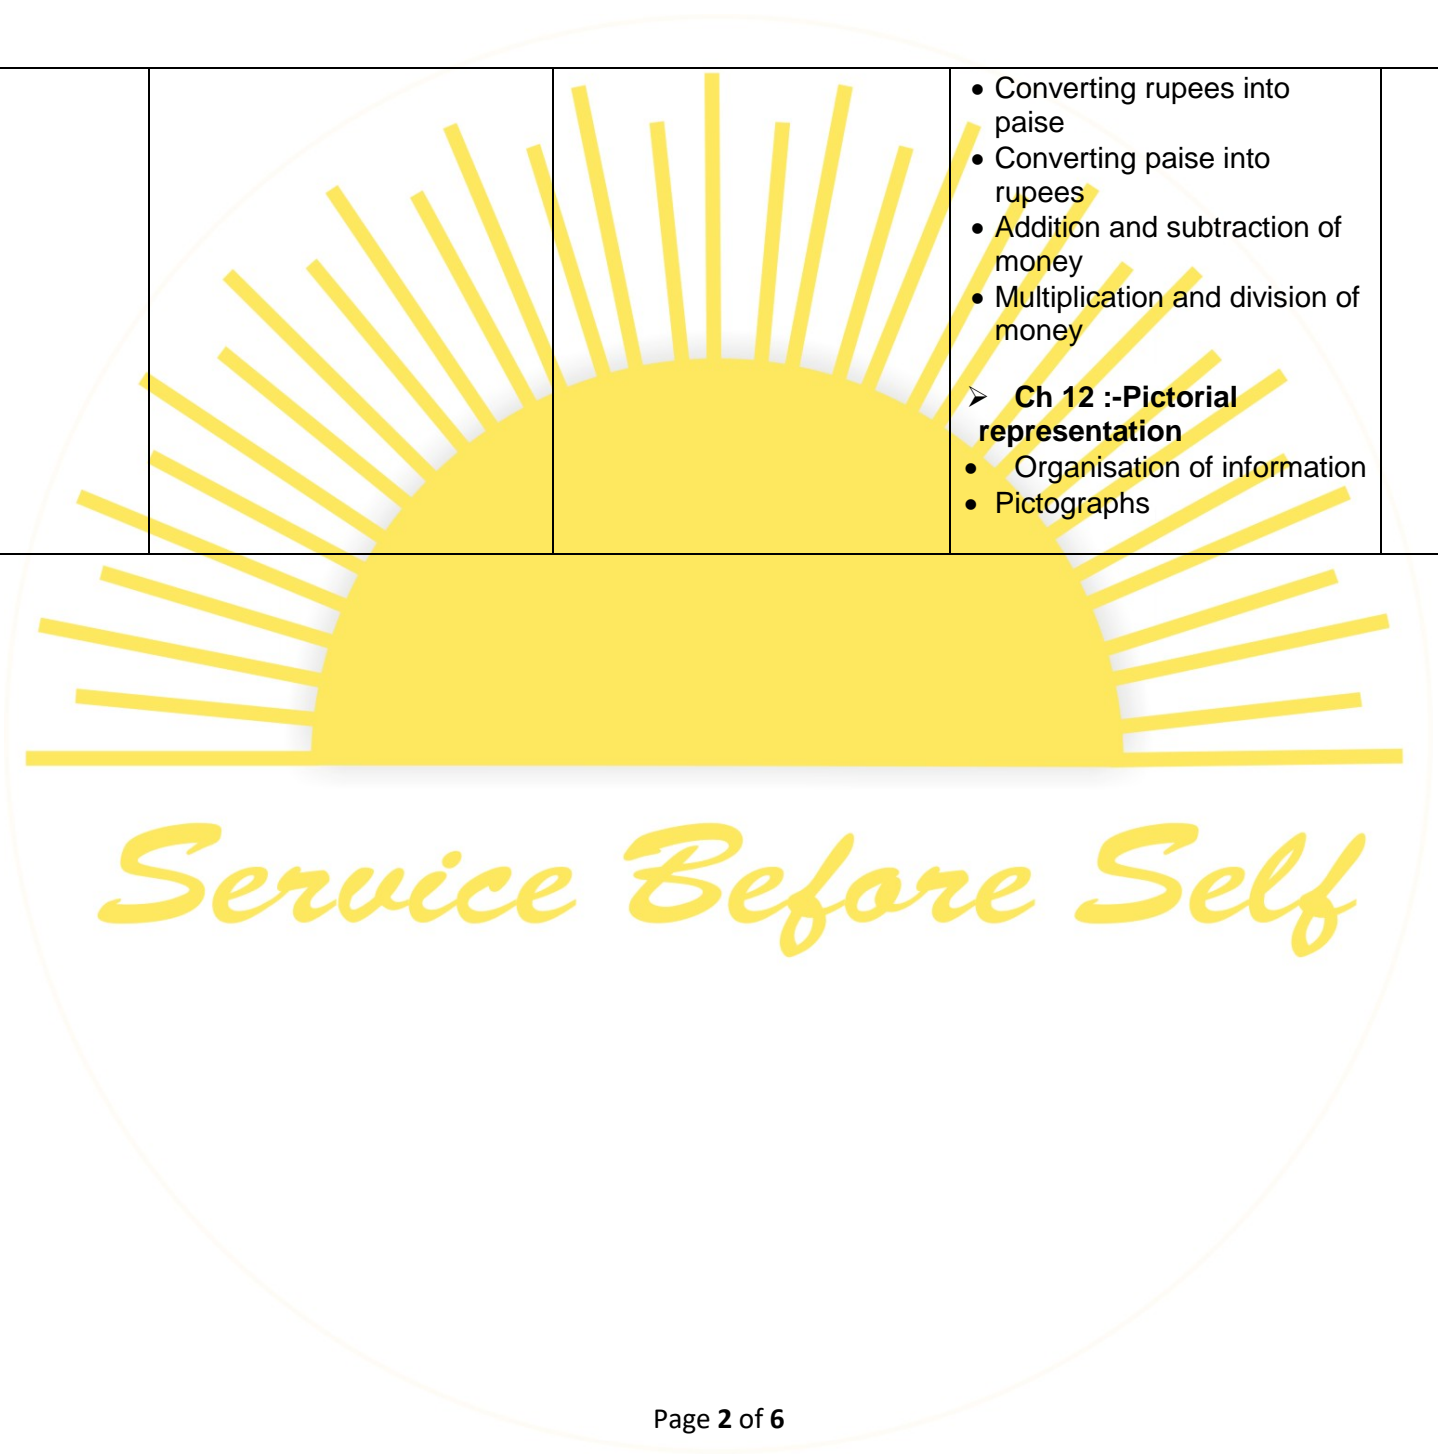 • Converting rupees into
paise
• Converting paise into
rupees
• Addition and subtraction of
money
• Multiplication and division of
money
➢ Ch 12 :-Pictorial
representation
• Organisation of information
• Pictographs
Service Before Self
Page 2 of 6